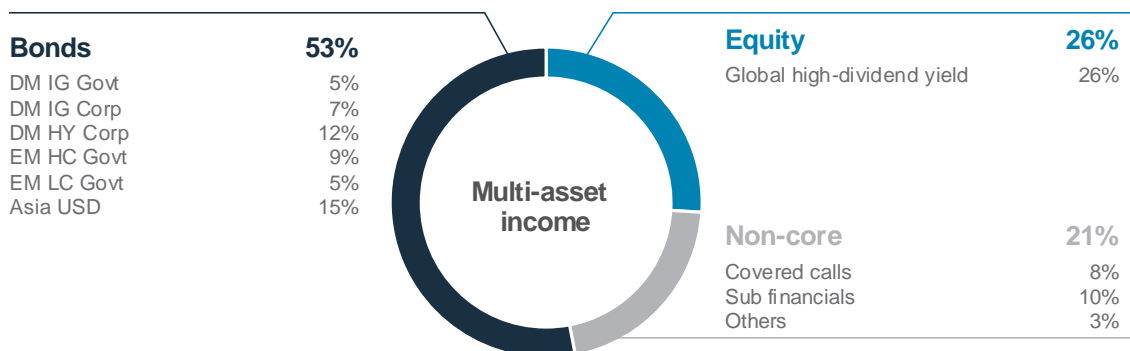 Bonds 53%
DM IG Govt 5%
DM IG Corp 7%
DM HY Corp 12%
EM HC Govt 9%
EM LC Govt 5%
Asia USD 15%
Multi-asset
income
Equity 26%
Global high-dividend yield 26%
Non-core 21%
Covered calls 8%
Sub financials 10%
Others 3%